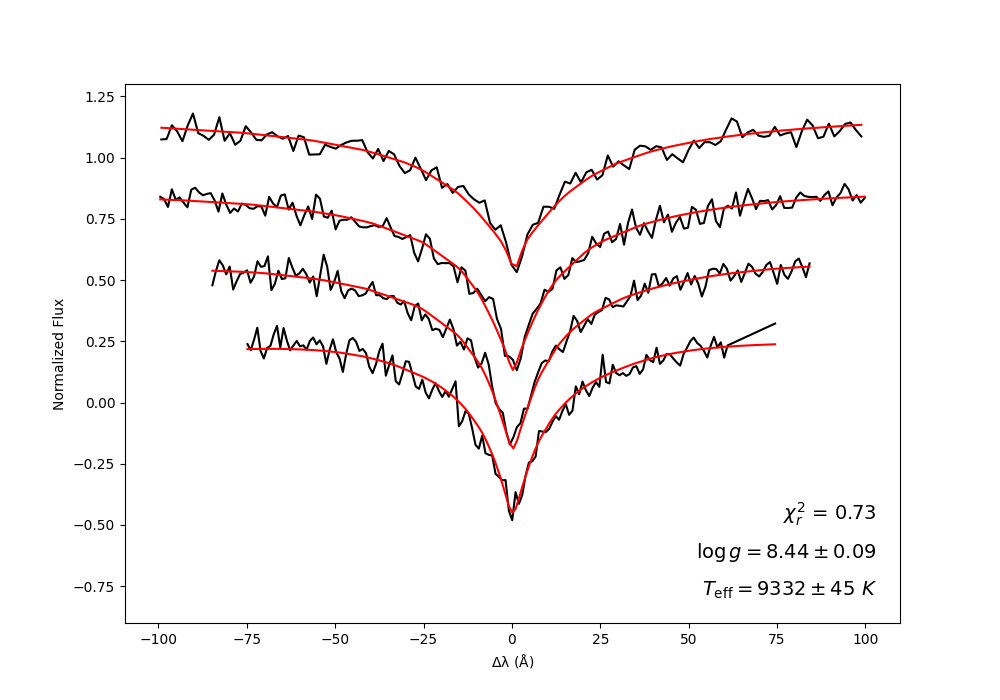 1.25
1.00
0.75
0.50
0.25
0.00
−0.25
−0.50
−0.75
Normalized Flux
χ²ᵣ = 0.73
log g = 8.44 ± 0.09
T_eff = 9332 ± 45 K
−100 −75 −50 −25 0 25 50 75 100
Δλ (Å)